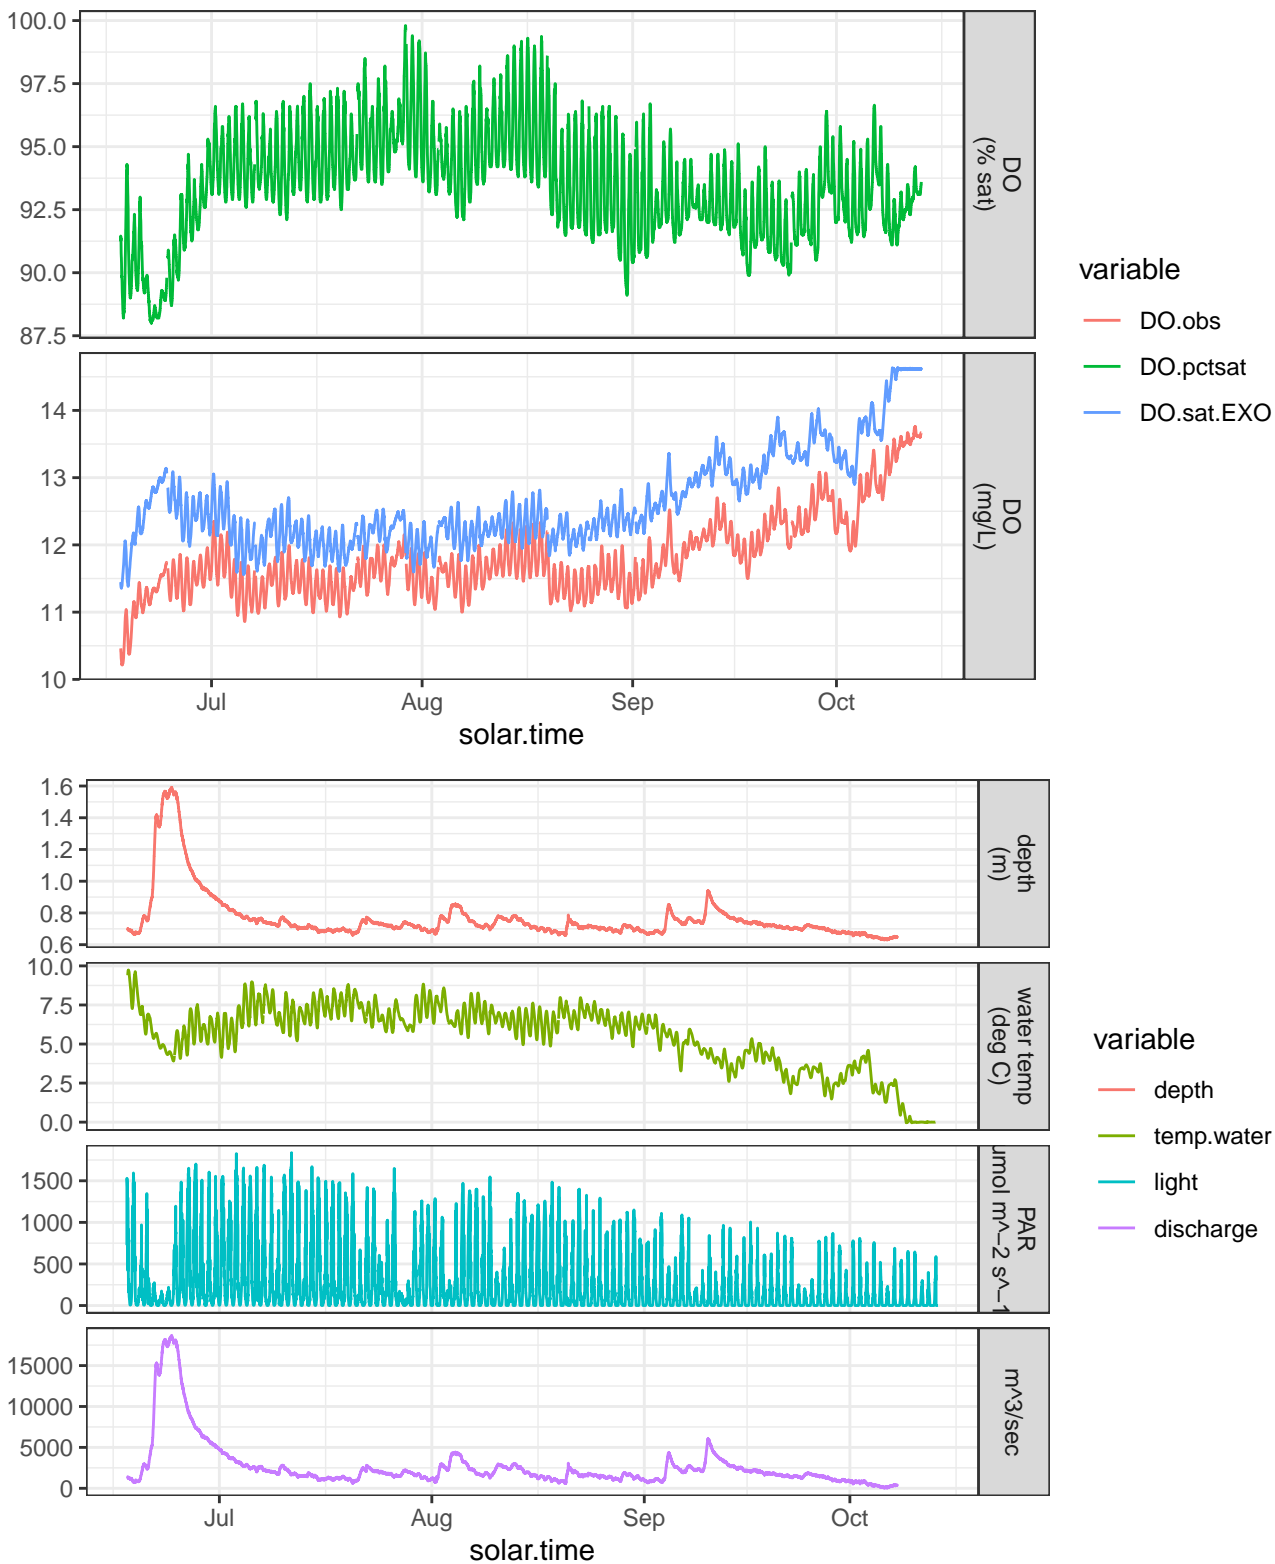 100.0
97.5
95.0
92.5
90.0
87.5
DO
(% sat)
14
13
12
11
10
DO
(mg/L)
Jul
Aug
Sep
Oct
solar.time
variable
DO.obs
DO.pctsat
DO.sat.EXO
1.6
1.4
1.2
1.0
0.8
0.6
depth
(m)
10.0
7.5
5.0
2.5
0.0
water temp
(deg C)
1500
1000
500
0
PAR
umol m^-2 s^-1
15000
10000
5000
0
m^3/sec
Jul
Aug
Sep
Oct
solar.time
variable
depth
temp.water
light
discharge